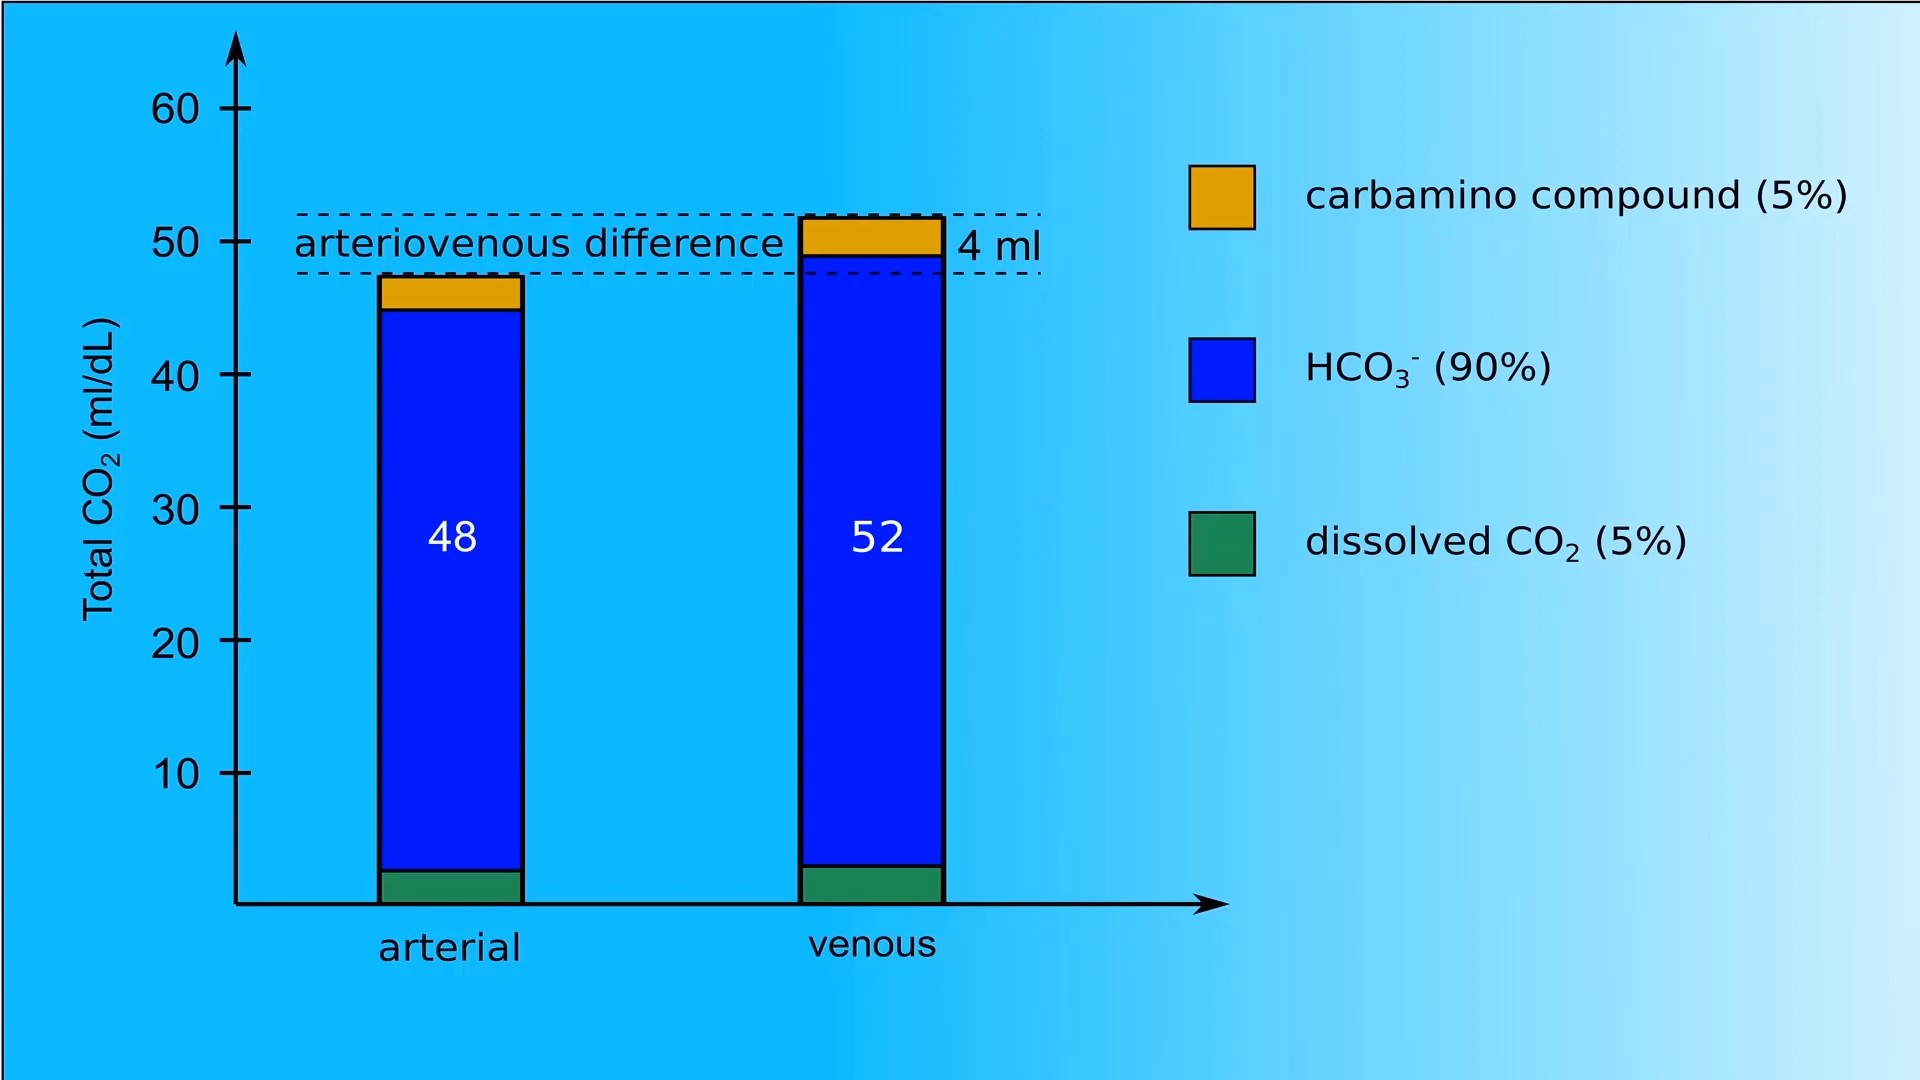 60
50
40
30
20
10
Total CO₂ (ml/dL)
arteriovenous difference
4 ml
48
52
arterial
venous
carbamino compound (5%)
HCO₃⁻ (90%)
dissolved CO₂ (5%)